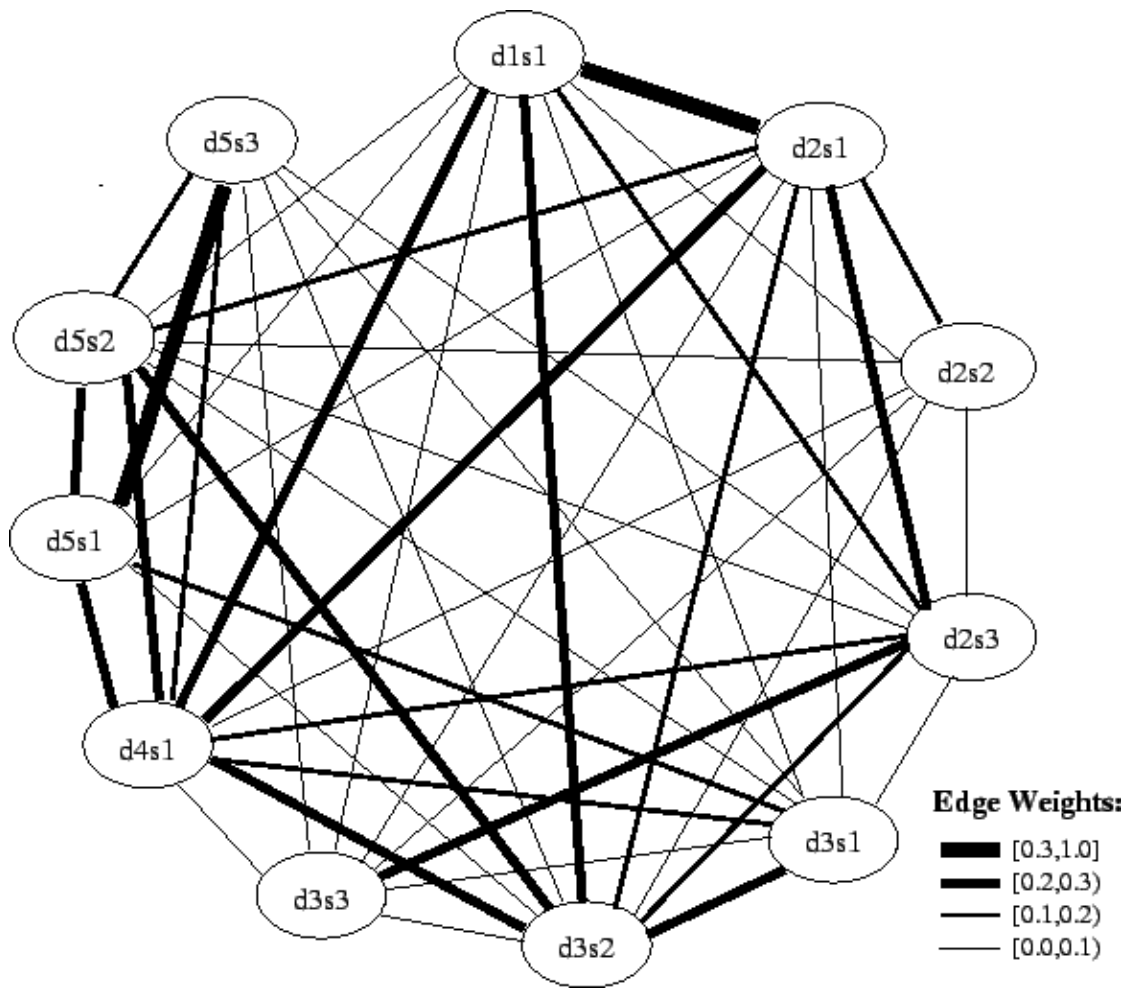 d1s1
d5s3
d2s1
d5s2
d2s2
d5s1
d2s3
d4s1
Edge Weights:
d3s1
[0.3,1.0]
[0.2,0.3)
d3s3
[0.1,0.2)
d3s2
[0.0,0.1)